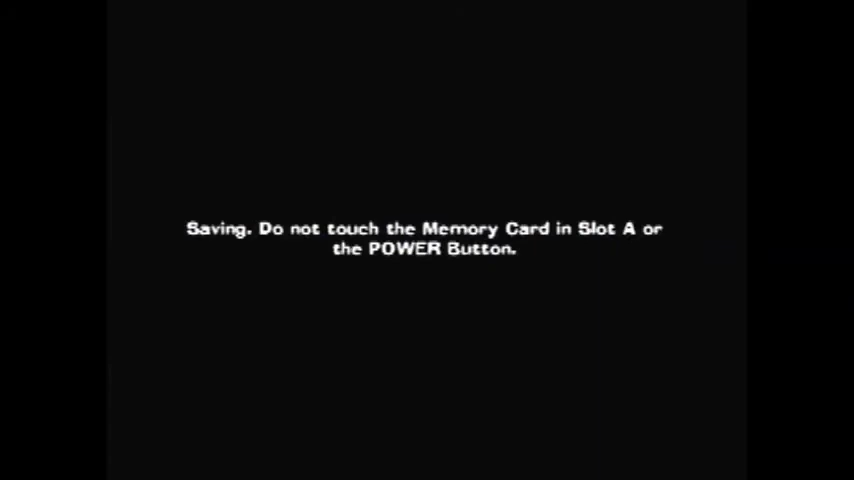 Saving. Do not touch the Memory Card in Slot A or
the POWER Button.